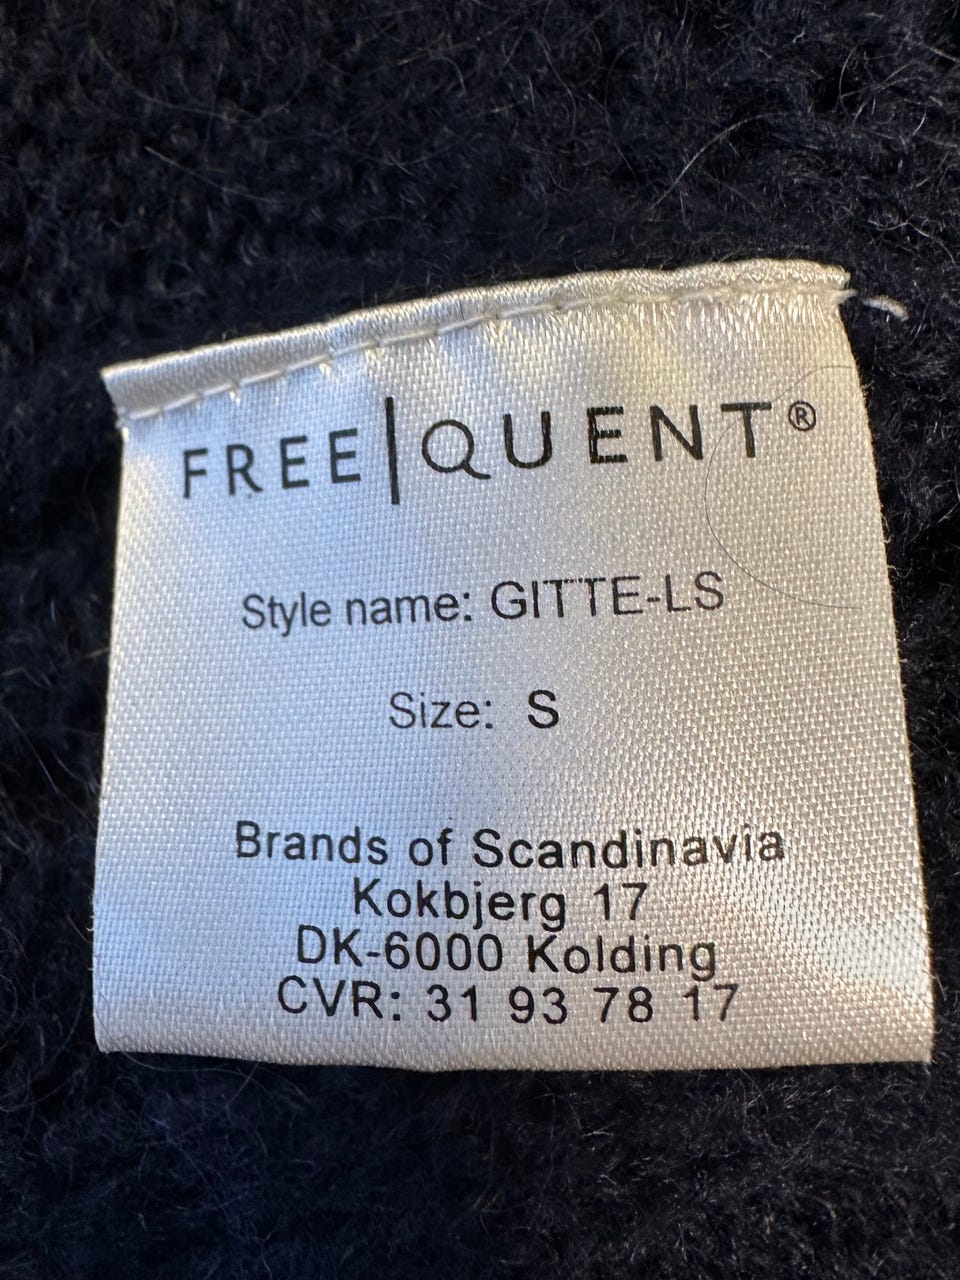 FREE|QUENT®
Style name: GITTE-LS
Size: S
Brands of Scandinavia
Kokbjerg 17
DK-6000 Kolding
CVR: 31 93 78 17